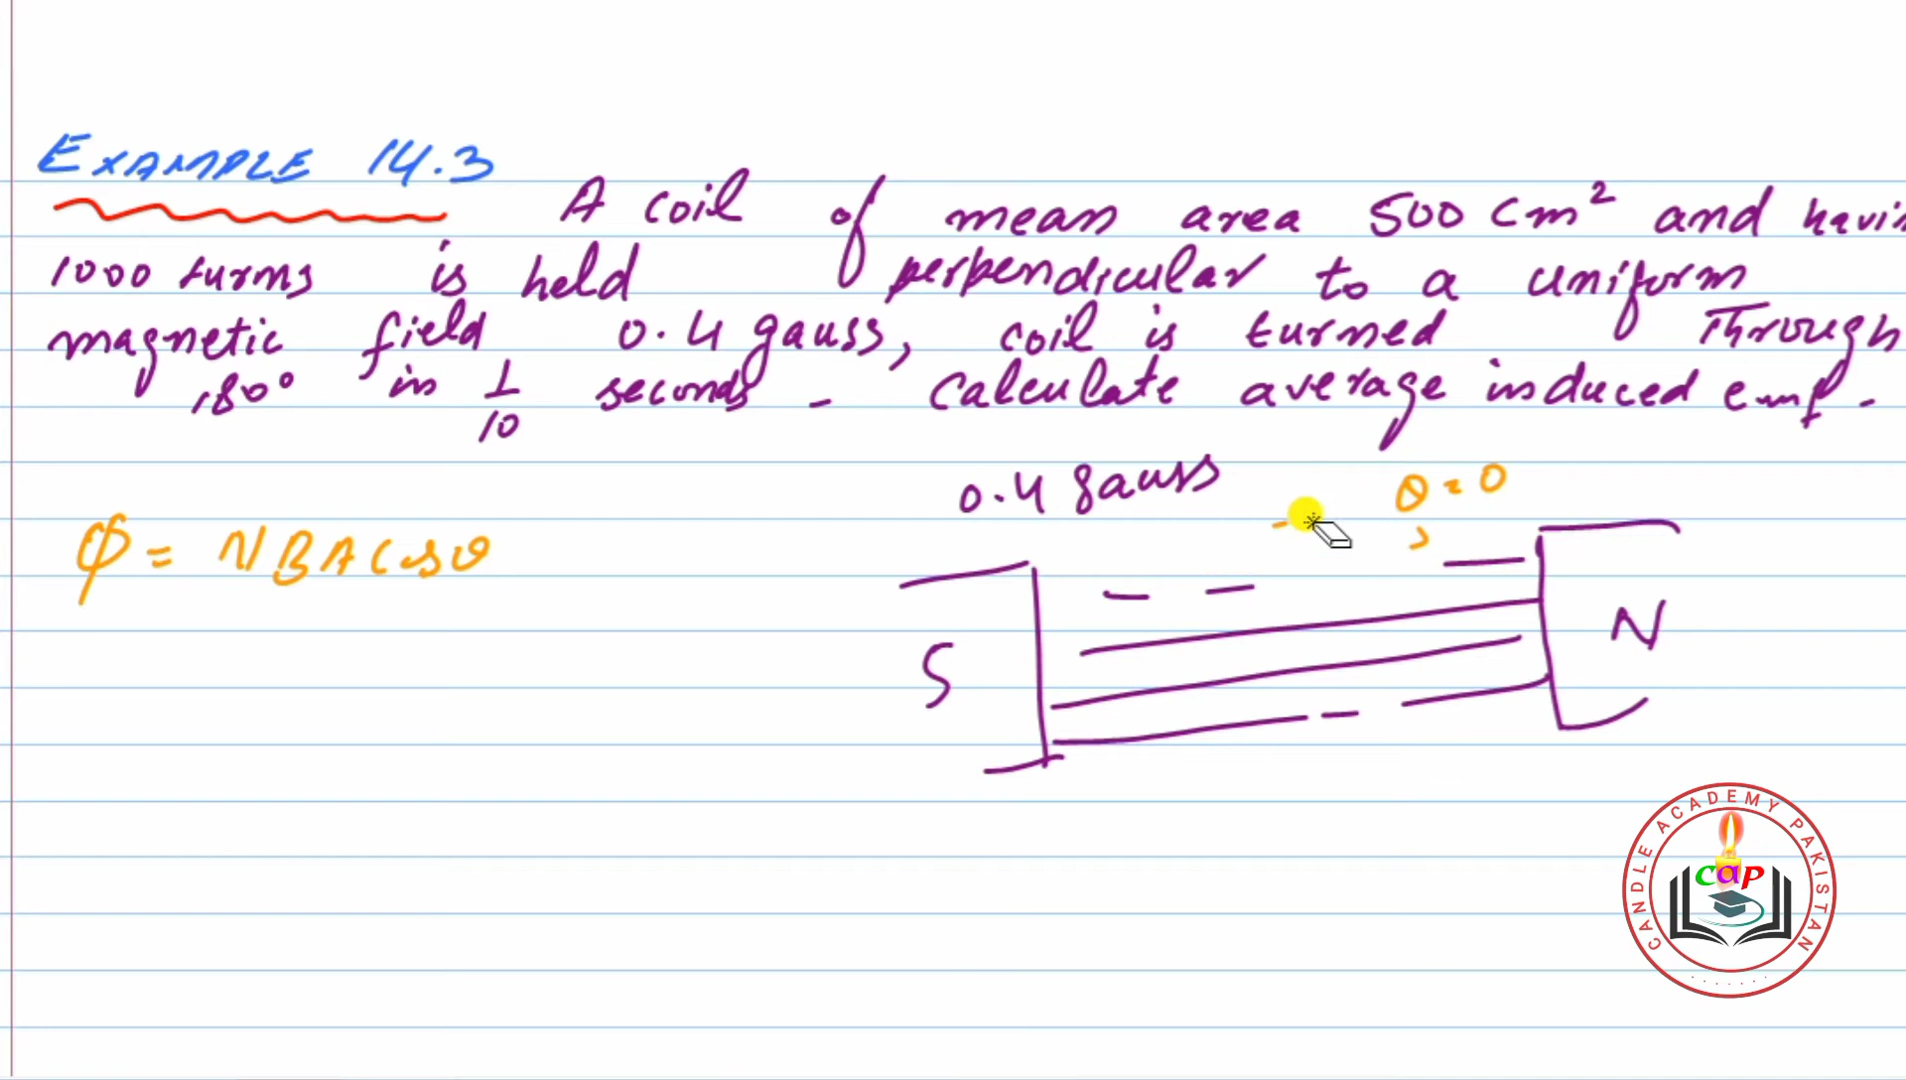 EXAMPLE 14.3
A coil of mean area 500 cm² and havin
1000 turns is held perpendicular to a uniform
magnetic field 0.4 gauss, coil is turned Through
180° in 1/10 seconds - Calculate average induced emf.
0.4 gauss
θ = 0
φ = NBA Cosθ
S
N
CANDLE ACADEMY PAKISTAN
cap